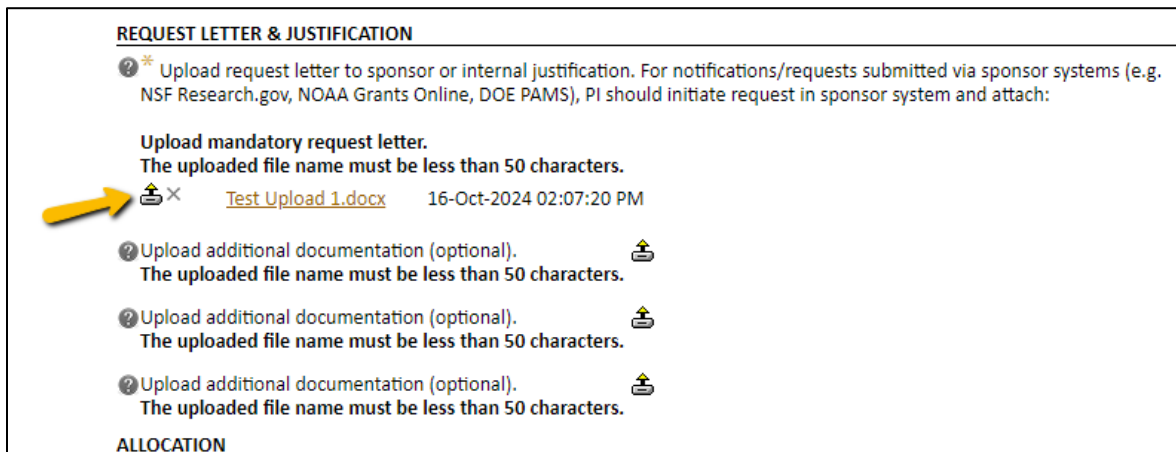 REQUEST LETTER & JUSTIFICATION
* Upload request letter to sponsor or internal justification. For notifications/requests submitted via sponsor systems (e.g.
NSF Research.gov, NOAA Grants Online, DOE PAMS), PI should initiate request in sponsor system and attach:
Upload mandatory request letter.
The uploaded file name must be less than 50 characters.
Test Upload 1.docx 16-Oct-2024 02:07:20 PM
Upload additional documentation (optional).
The uploaded file name must be less than 50 characters.
Upload additional documentation (optional).
The uploaded file name must be less than 50 characters.
Upload additional documentation (optional).
The uploaded file name must be less than 50 characters.
ALLOCATION